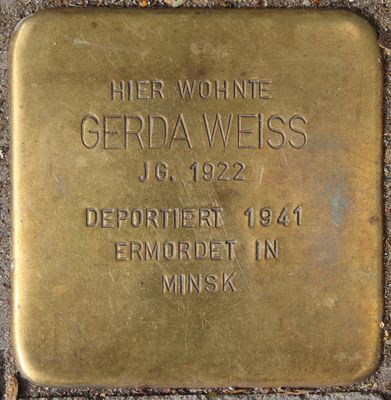 HIER WOHNTE
GERDA WEISS
JG. 1922
DEPORTIERT 1941
ERMORDET IN
MINSK